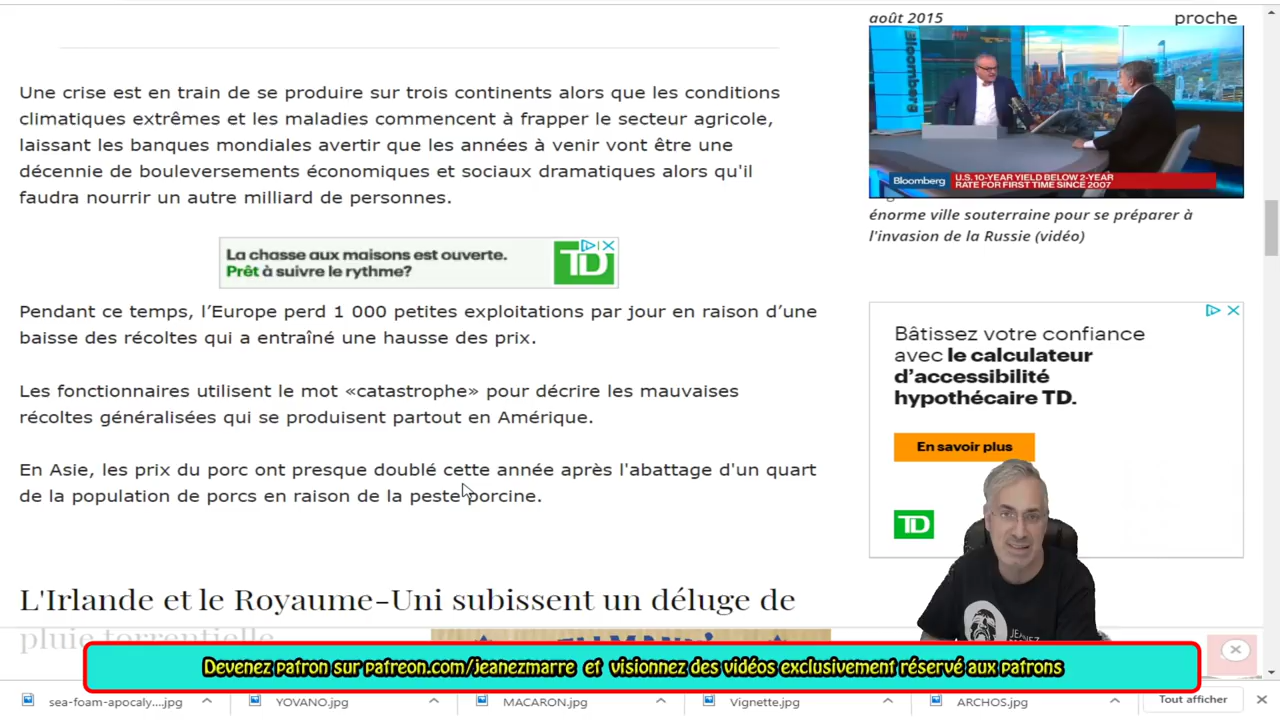 Une crise est en train de se produire sur trois continents alors que les conditions
climatiques extrêmes et les maladies commencent à frapper le secteur agricole,
laissant les banques mondiales avertir que les années à venir vont être une
décennie de bouleversements économiques et sociaux dramatiques alors qu'il
faudra nourrir un autre milliard de personnes.
La chasse aux maisons est ouverte.
Prêt à suivre le rythme?
TD
Pendant ce temps, l’Europe perd 1 000 petites exploitations par jour en raison d’une
baisse des récoltes qui a entraîné une hausse des prix.
Les fonctionnaires utilisent le mot «catastrophe» pour décrire les mauvaises
récoltes généralisées qui se produisent partout en Amérique.
En Asie, les prix du porc ont presque doublé cette année après l'abattage d'un quart
de la population de porcs en raison de la peste porcine.
L'Irlande et le Royaume-Uni subissent un déluge de
pluie torrentielle
août 2015
proche
Bloomberg
Bloomberg
U.S. 10-YEAR YIELD BELOW 2-YEAR
RATE FOR FIRST TIME SINCE 2007
énorme ville souterraine pour se préparer à
l'invasion de la Russie (vidéo)
Bâtissez votre confiance
avec le calculateur
d’accessibilité
hypothécaire TD.
En savoir plus
TD
JEANEZ
Devenez patron sur patreon.com/jeanezmarre et visionnez des vidéos exclusivement réservé aux patrons
sea-foam-apocaly....jpg
YOVANO.jpg
MACARON.jpg
Vignette.jpg
ARCHOS.jpg
Tout afficher